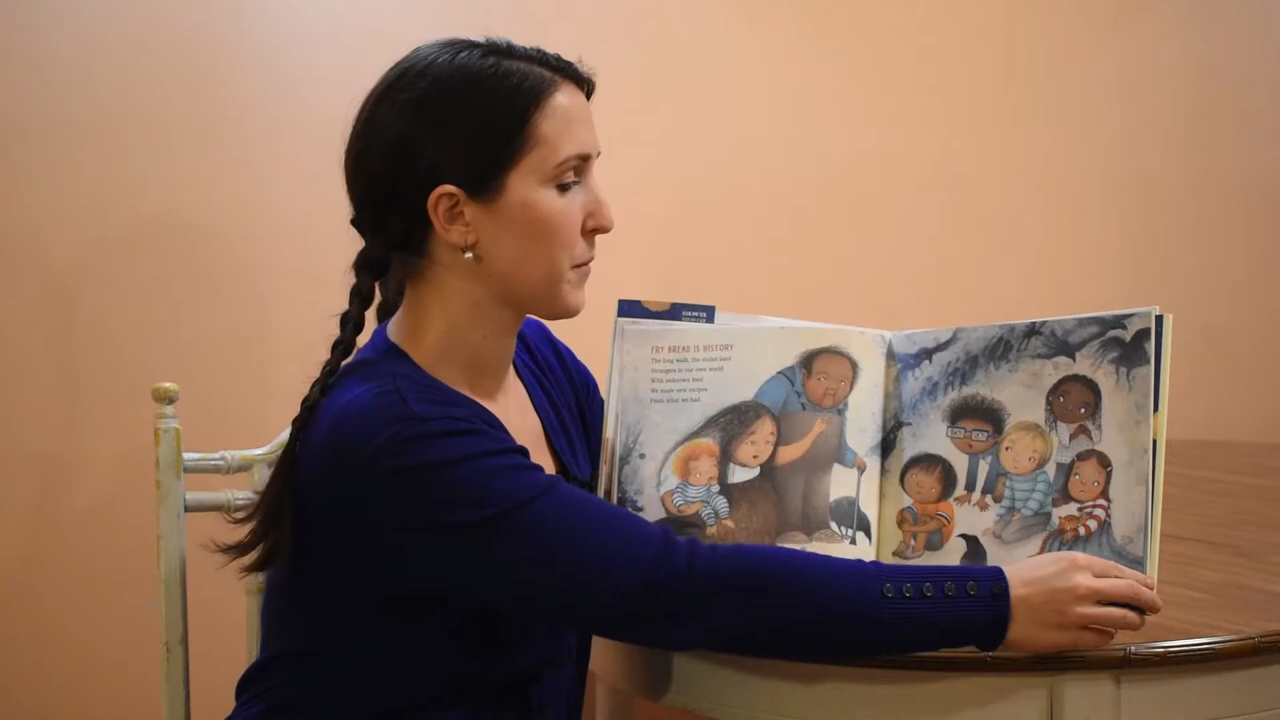 FRY BREAD IS HISTORY
The long walk, the stolen land
Strangers in our own world
With unknown food
We made new recipes
From what we had